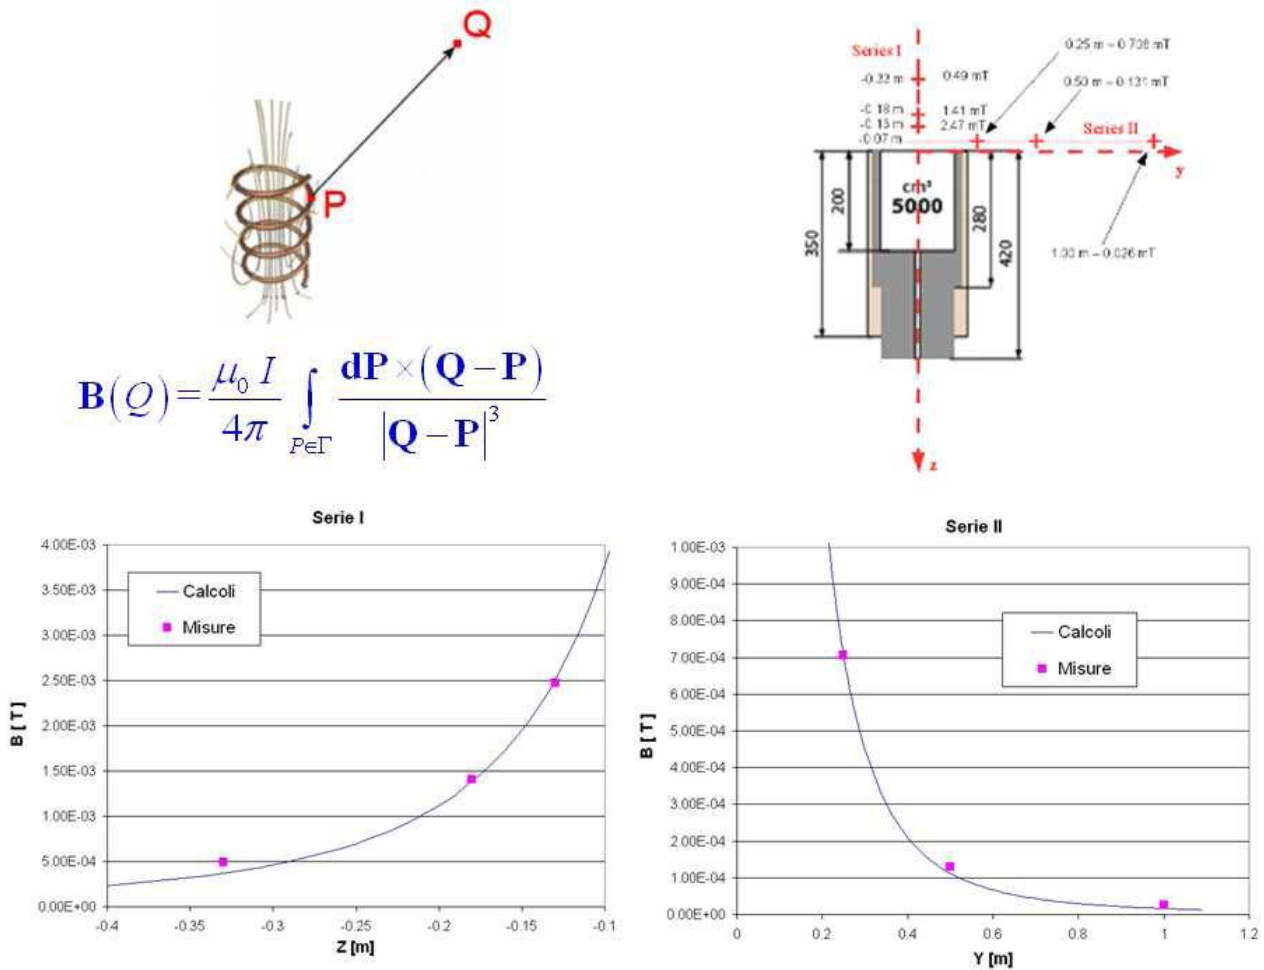 Q
P
B(Q) = μ₀ I / 4π ∫ P∈Γ dP × (Q − P) / |Q − P|³
Series I
0.25 m – 0.708 mT
0.49 mT
0.50 m – 0.131 mT
-0.18 m
1.41 mT
2.47 mT
-0.07 m
Series II
y
cm³
5000
200
280
350
420
1.00 m – 0.026 mT
z
Serie I
4.00E-03
3.50E-03
3.00E-03
2.50E-03
2.00E-03
1.50E-03
1.00E-03
5.00E-04
0.00E+00
B [ T ]
Calcoli
Misure
-0.4
-0.35
-0.3
-0.25
-0.2
-0.15
-0.1
Z [m]
Serie II
1.00E-03
9.00E-04
8.00E-04
7.00E-04
6.00E-04
5.00E-04
4.00E-04
3.00E-04
2.00E-04
1.00E-04
0.00E+00
B [ T ]
Calcoli
Misure
0
0.2
0.4
0.6
0.8
1
1.2
Y [m]